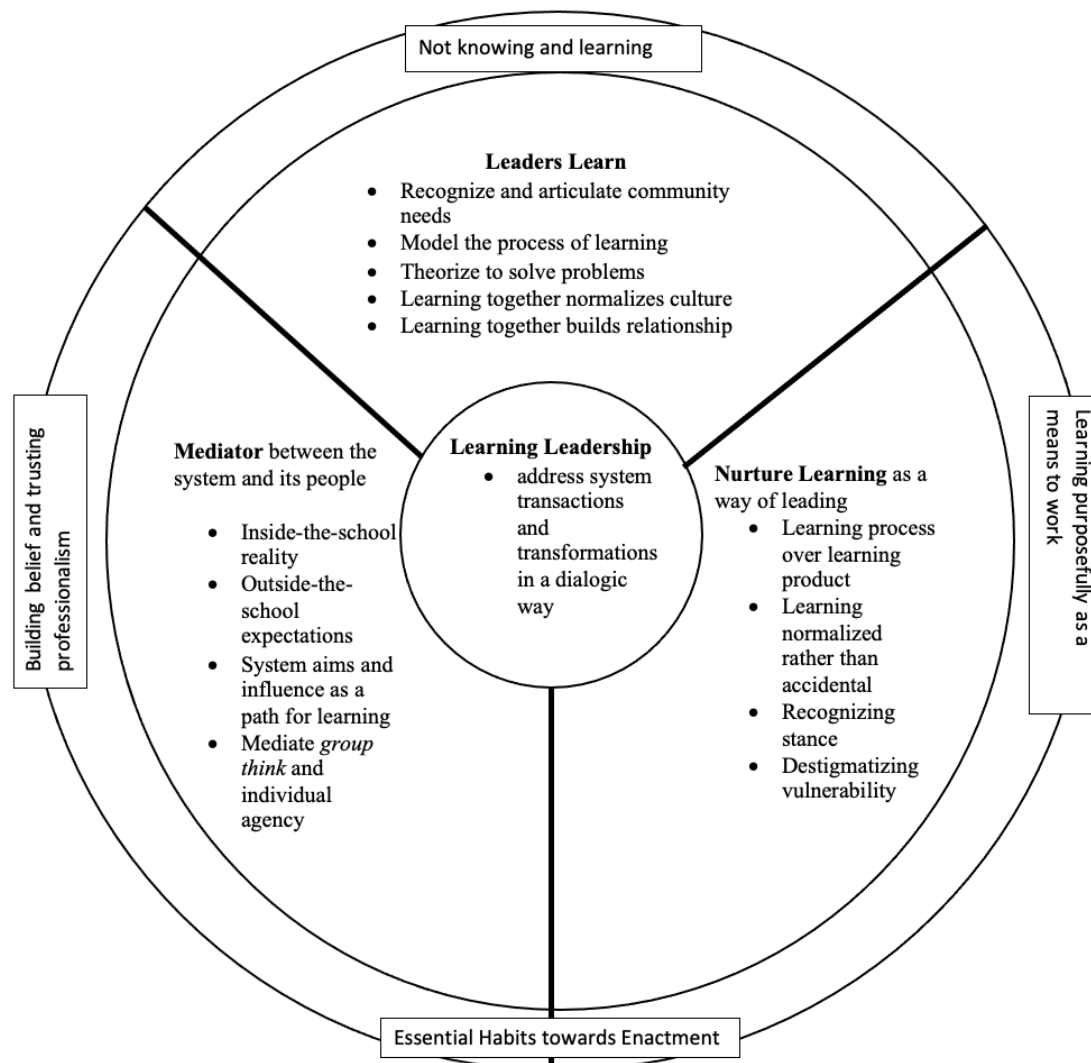 Not knowing and learning
Leaders Learn
• Recognize and articulate community
needs
• Model the process of learning
• Theorize to solve problems
• Learning together normalizes culture
• Learning together builds relationship
Building belief and trusting
professionalism
Mediator between the
system and its people
• Inside-the-school
reality
• Outside-the-
school
expectations
• System aims and
influence as a
path for learning
• Mediate group
think and
individual
agency
Learning Leadership
• address system
transactions
and
transformations
in a dialogic
way
Nurture Learning as a
way of leading
• Learning process
over learning
product
• Learning
normalized
rather than
accidental
• Recognizing
stance
• Destigmatizing
vulnerability
Learning purposefully as a
means to work
Essential Habits towards Enactment